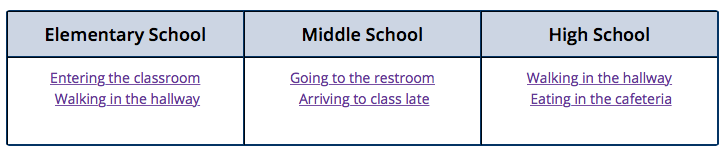 Elementary School
Middle School
High School
Entering the classroom
Going to the restroom
Walking in the hallway
Walking in the hallway
Arriving to class late
Eating in the cafeteria